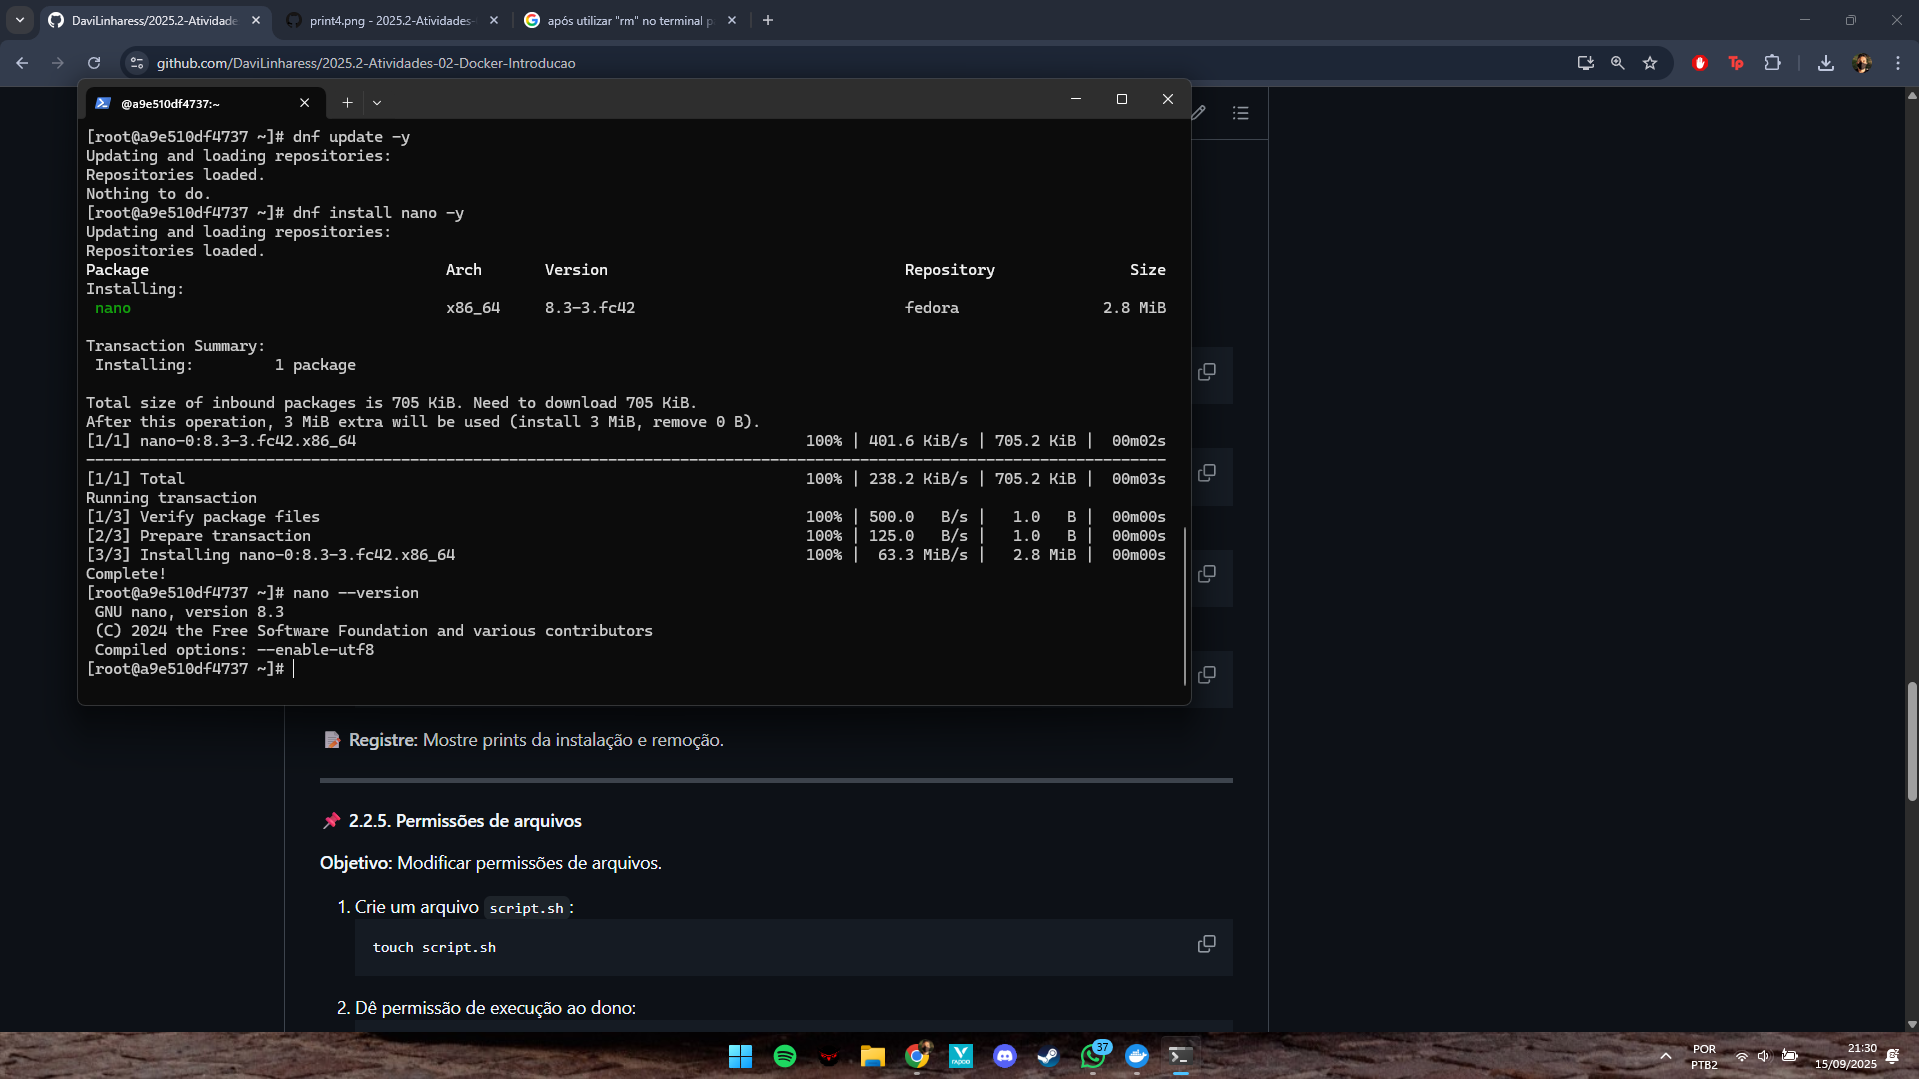 DaviLinharess/2025.2-Atividade
print4.png - 2025.2-Atividades-
após utilizar "rm" no terminal p
github.com/DaviLinharess/2025.2-Atividades-02-Docker-Introducao
@a9e510df4737:~
[root@a9e510df4737 ~]# dnf update -y
Updating and loading repositories:
Repositories loaded.
Nothing to do.
[root@a9e510df4737 ~]# dnf install nano -y
Updating and loading repositories:
Repositories loaded.
Package Arch Version Repository Size
Installing:
nano x86_64 8.3-3.fc42 fedora 2.8 MiB
Transaction Summary:
Installing: 1 package
Total size of inbound packages is 705 KiB. Need to download 705 KiB.
After this operation, 3 MiB extra will be used (install 3 MiB, remove 0 B).
[1/1] nano-0:8.3-3.fc42.x86_64 100% | 401.6 KiB/s | 705.2 KiB | 00m02s
[1/1] Total 100% | 238.2 KiB/s | 705.2 KiB | 00m03s
Running transaction
[1/3] Verify package files 100% | 500.0 B/s | 1.0 B | 00m00s
[2/3] Prepare transaction 100% | 125.0 B/s | 1.0 B | 00m00s
[3/3] Installing nano-0:8.3-3.fc42.x86_64 100% | 63.3 MiB/s | 2.8 MiB | 00m00s
Complete!
[root@a9e510df4737 ~]# nano --version
GNU nano, version 8.3
(C) 2024 the Free Software Foundation and various contributors
Compiled options: --enable-utf8
[root@a9e510df4737 ~]#
Registre: Mostre prints da instalação e remoção.
2.2.5. Permissões de arquivos
Objetivo: Modificar permissões de arquivos.
1. Crie um arquivo script.sh:
touch script.sh
2. Dê permissão de execução ao dono:
37
POR
PTB2
21:30
15/09/2025